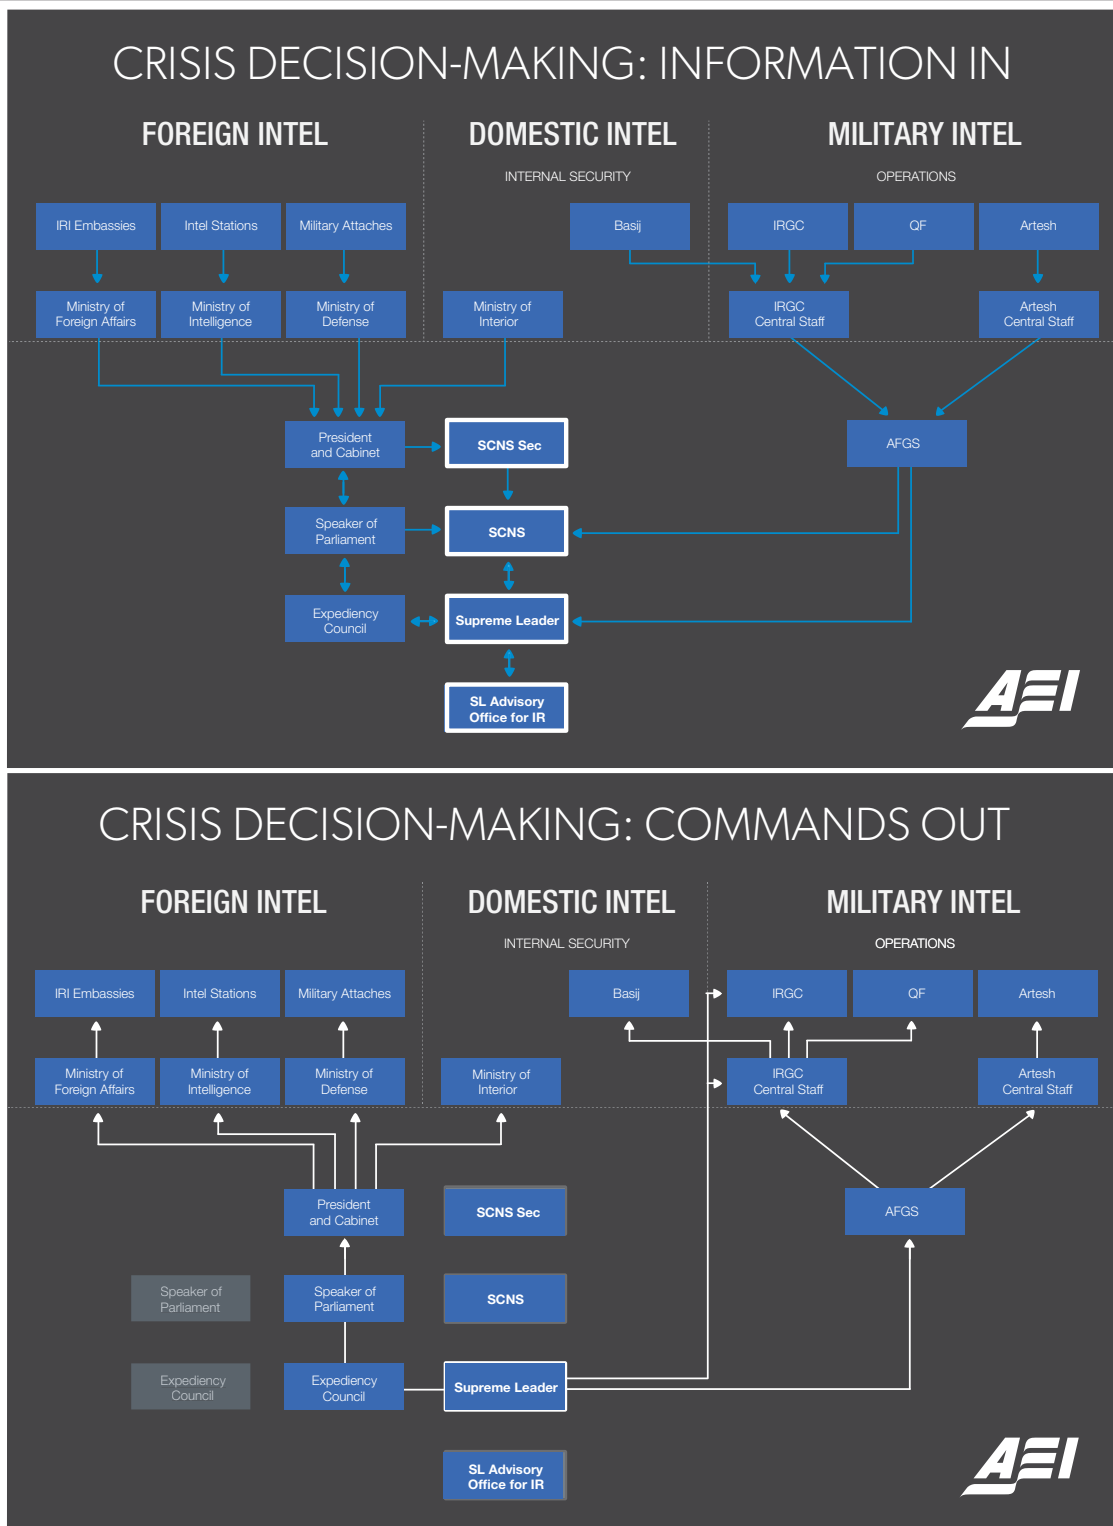 CRISIS DECISION-MAKING: INFORMATION IN
FOREIGN INTEL
DOMESTIC INTEL
MILITARY INTEL
INTERNAL SECURITY
OPERATIONS
IRI Embassies
Intel Stations
Military Attaches
Basij
IRGC
QF
Artesh
Ministry of
Foreign Affairs
Ministry of
Intelligence
Ministry of
Defense
Ministry of
Interior
IRGC
Central Staff
Artesh
Central Staff
President
and Cabinet
SCNS Sec
AFGS
Speaker of
Parliament
SCNS
Expediency
Council
Supreme Leader
SL Advisory
Office for IR
AEI
CRISIS DECISION-MAKING: COMMANDS OUT
FOREIGN INTEL
DOMESTIC INTEL
MILITARY INTEL
INTERNAL SECURITY
OPERATIONS
IRI Embassies
Intel Stations
Military Attaches
Basij
IRGC
QF
Artesh
Ministry of
Foreign Affairs
Ministry of
Intelligence
Ministry of
Defense
Ministry of
Interior
IRGC
Central Staff
Artesh
Central Staff
President
and Cabinet
SCNS Sec
AFGS
Speaker of
Parliament
Speaker of
Parliament
SCNS
Expediency
Council
Expediency
Council
Supreme Leader
SL Advisory
Office for IR
AEI